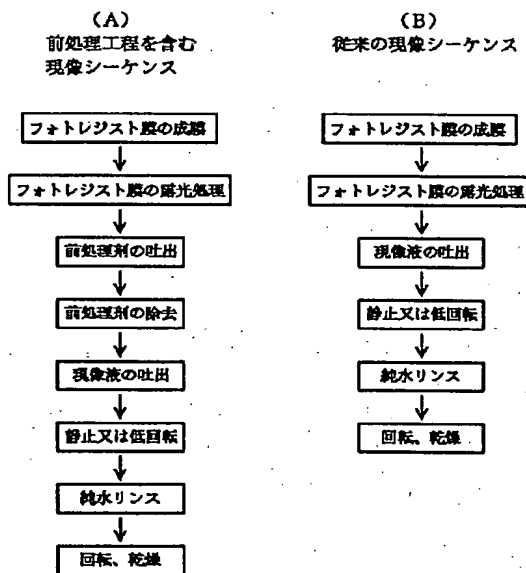 (A)
前処理工程を含む
現像シーケンス
フォトレジスト膜の成膜
フォトレジスト膜の露光処理
前処理剤の吐出
前処理剤の除去
現像液の吐出
静止又は低回転
純水リンス
回転、乾燥
(B)
従来の現像シーケンス
フォトレジスト膜の成膜
フォトレジスト膜の露光処理
現像液の吐出
静止又は低回転
純水リンス
回転、乾燥